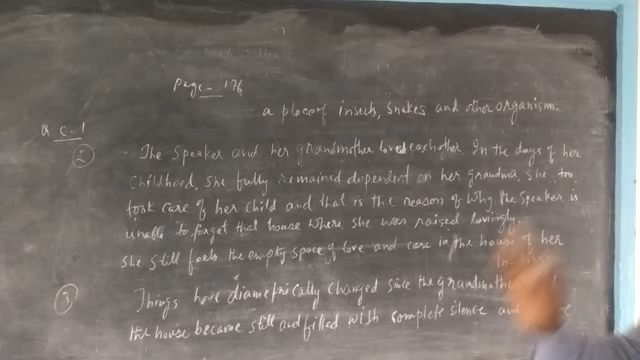 Page - 176
a place of insects, snakes and other organism.
Q C. 1
2
. The Speaker and her grandmother loved eachother In the days of her
Childhood, She fully remained dependent on her grandma, She too
took care of her child and that is the reason of why. the Speaker is
unable to forget that house where she was raised lovingly.
She still feels the empty space of love and care in the house of her
3
Things have diametrically changed since the
the house became still and filled with complete silence and